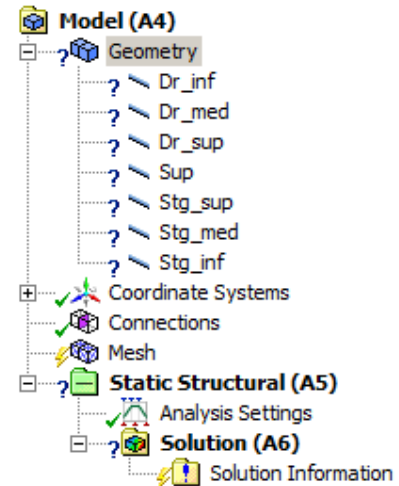 Model (A4)
Geometry
Dr_inf
Dr_med
Dr_sup
Sup
Stg_sup
Stg_med
Stg_inf
Coordinate Systems
Connections
Mesh
Static Structural (A5)
Analysis Settings
Solution (A6)
Solution Information